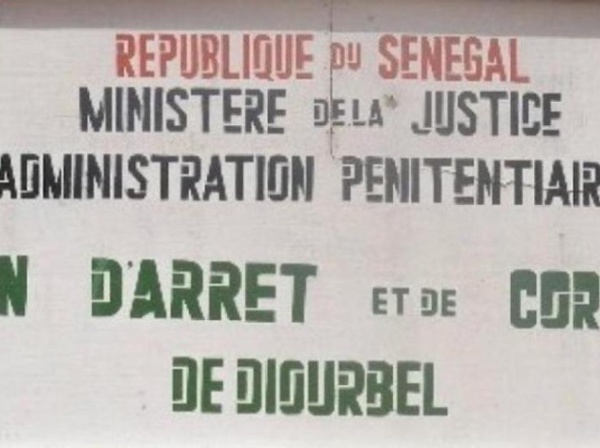 REPUBLIQUE DU SENEGAL
MINISTERE DE.LA JUSTICE
ADMINISTRATION PENITENTIAIR
N D'ARRET ET DE COR
DE DIOURBEL